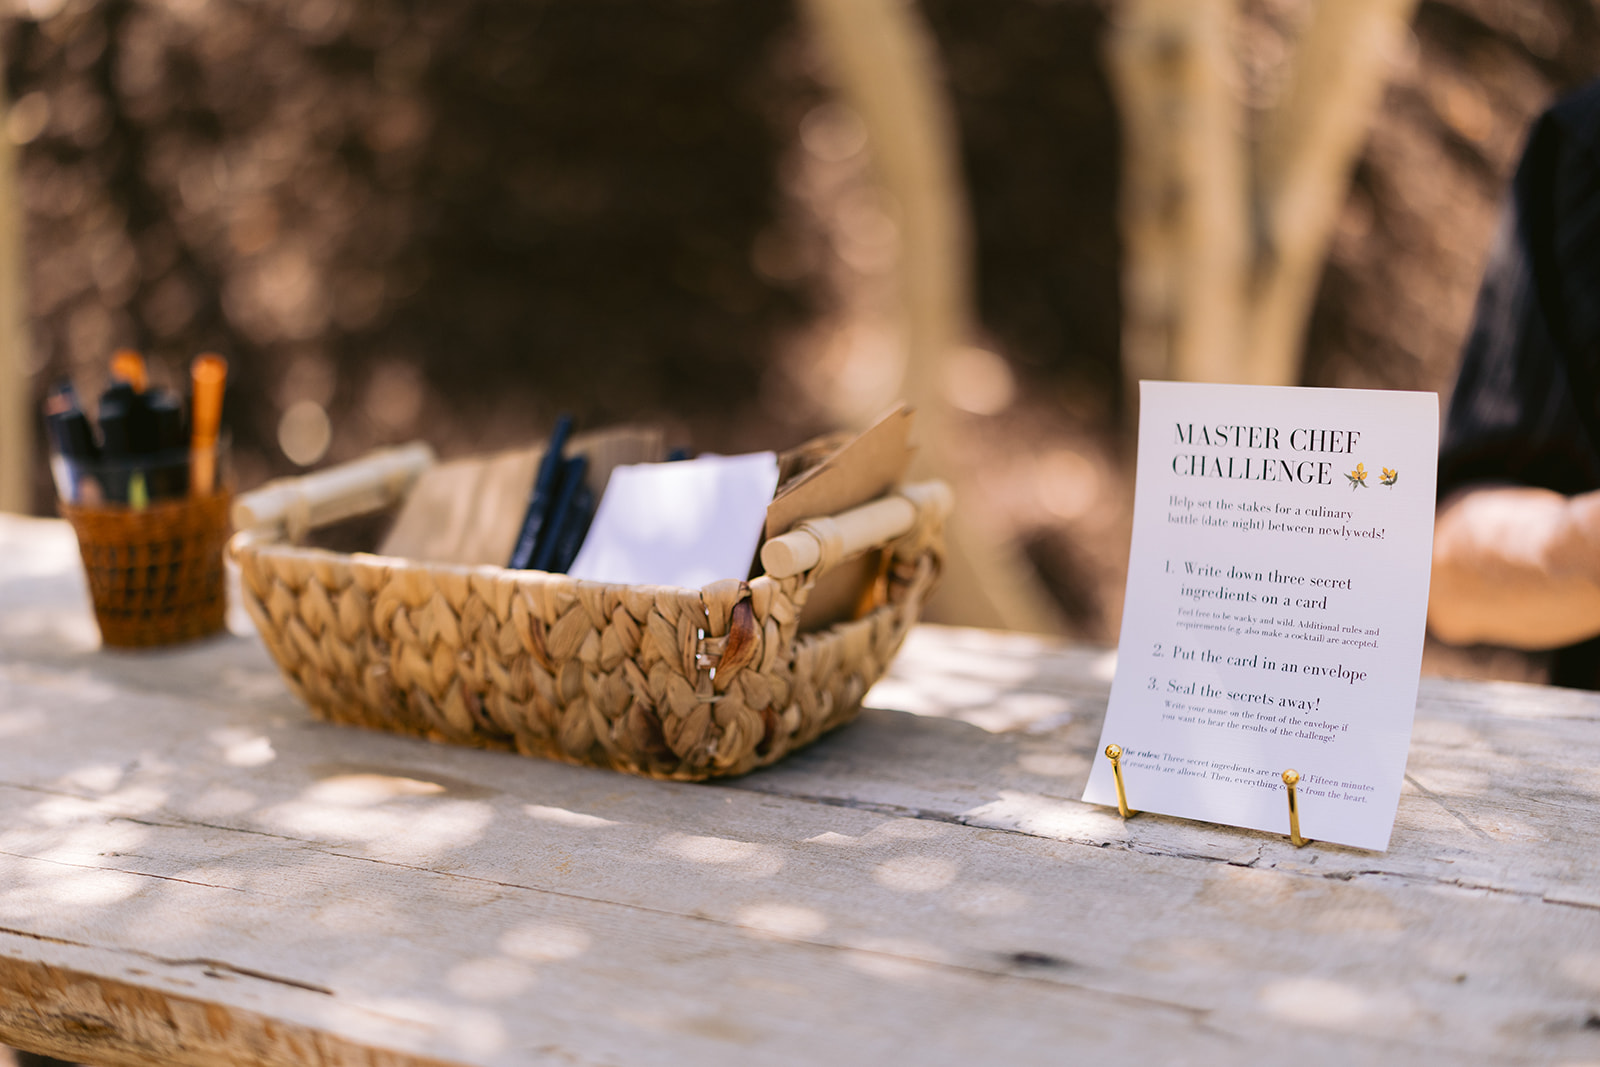 MASTER CHEF
CHALLENGE
Help set the stakes for a culinary
battle (date night) between newlyweds!
1. Write down three secret
ingredients on a card
Feel free to be wacky and wild. Additional rules and
requirements (e.g. also make a cocktail) are accepted.
2. Put the card in an envelope
3. Seal the secrets away!
Write your name on the front of the envelope if
you want to hear the results of the challenge!
The rules: Three secret ingredients are Fifteen minutes
of research are allowed. Then, everything from the heart.